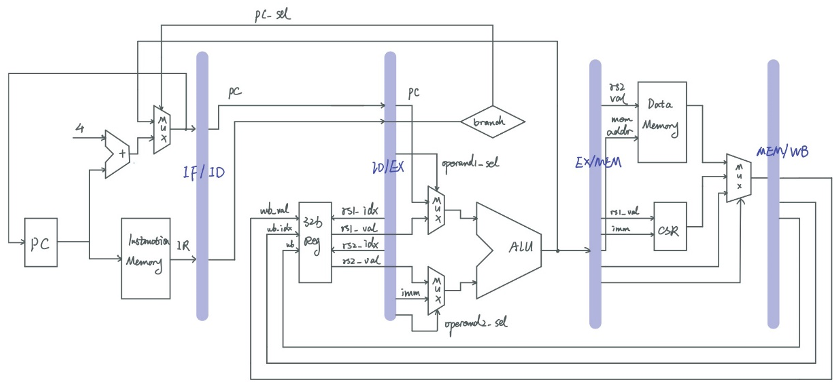 PC_sel
PC
4
+
MUX
IF/ID
PC
Instruction
Memory
IR
PC
ID/EX
branch
operand1_sel
wb_val
wb_idx
wb
32b
Reg
rs1_idx
rs1_val
rs2_idx
rs2_val
imm
MUX
MUX
operand2_sel
ALU
EX/MEM
rs2
val
mem
addr
Data
Memory
rs1_val
imm
CSR
MUX
MEM/WB